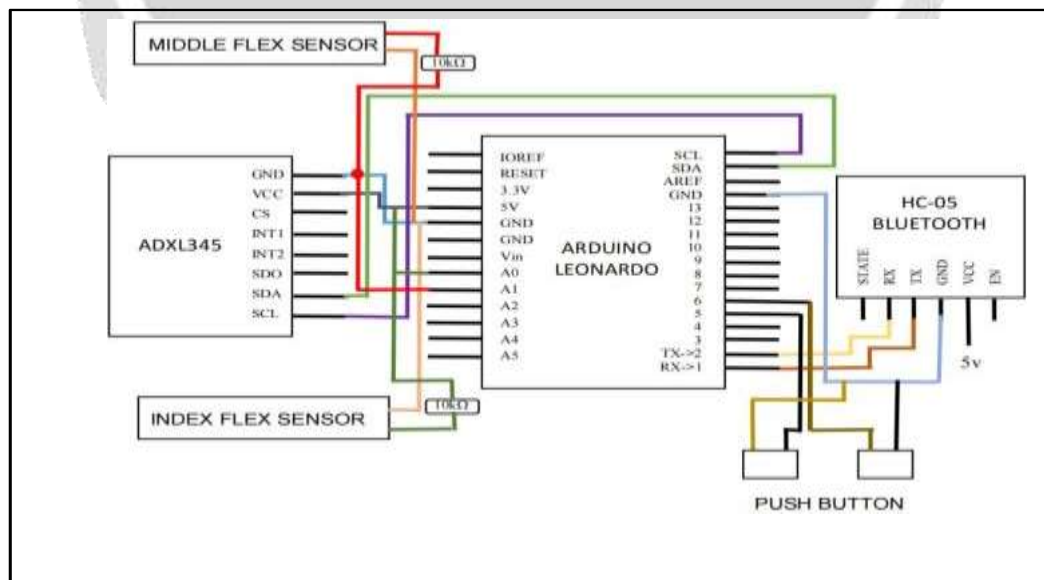 MIDDLE FLEX SENSOR
10kΩ
ADXL345
GND
VCC
CS
INT1
INT2
SDO
SDA
SCL
IOREF
RESET
3.3V
5V
GND
GND
Vin
A0
A1
A2
A3
A4
A5
ARDUINO
LEONARDO
SCL
SDA
AREF
GND
13
12
11
10
9
8
7
6
5
4
3
TX->2
RX->1
HC-05
BLUETOOTH
STATE
RX
TX
GND
VCC
EN
5v
INDEX FLEX SENSOR
10kΩ
PUSH BUTTON